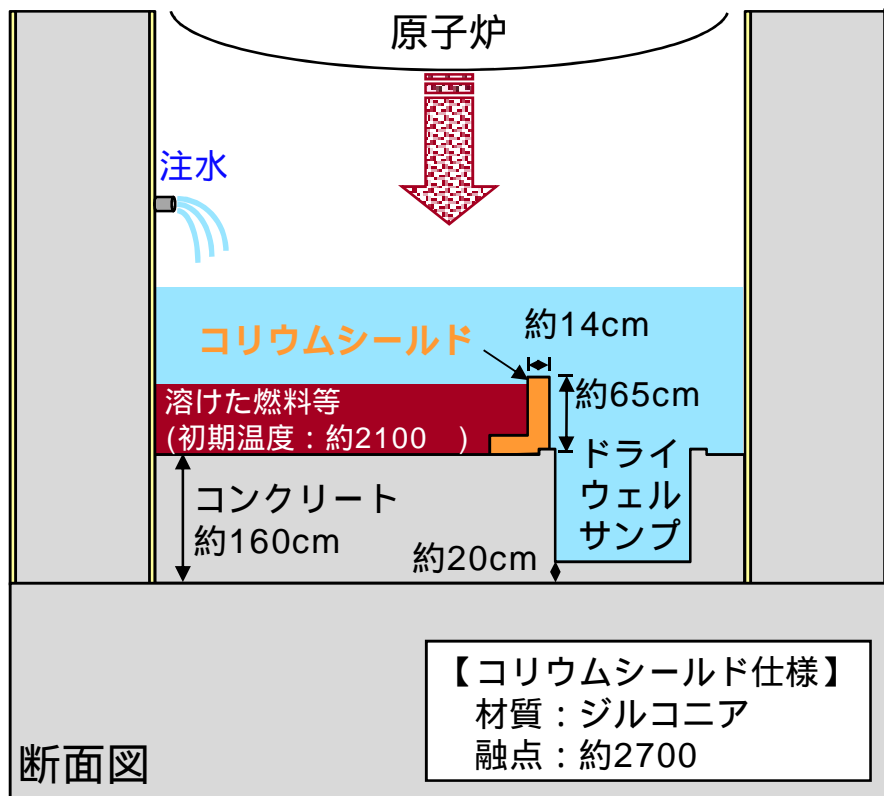 原子炉
注水
コリウムシールド
約14cm
約65cm
溶けた燃料等
(初期温度：約2100　)
ドライ
ウェル
サンプ
コンクリート
約160cm
約20cm
【コリウムシールド仕様】
材質：ジルコニア
融点：約2700
断面図